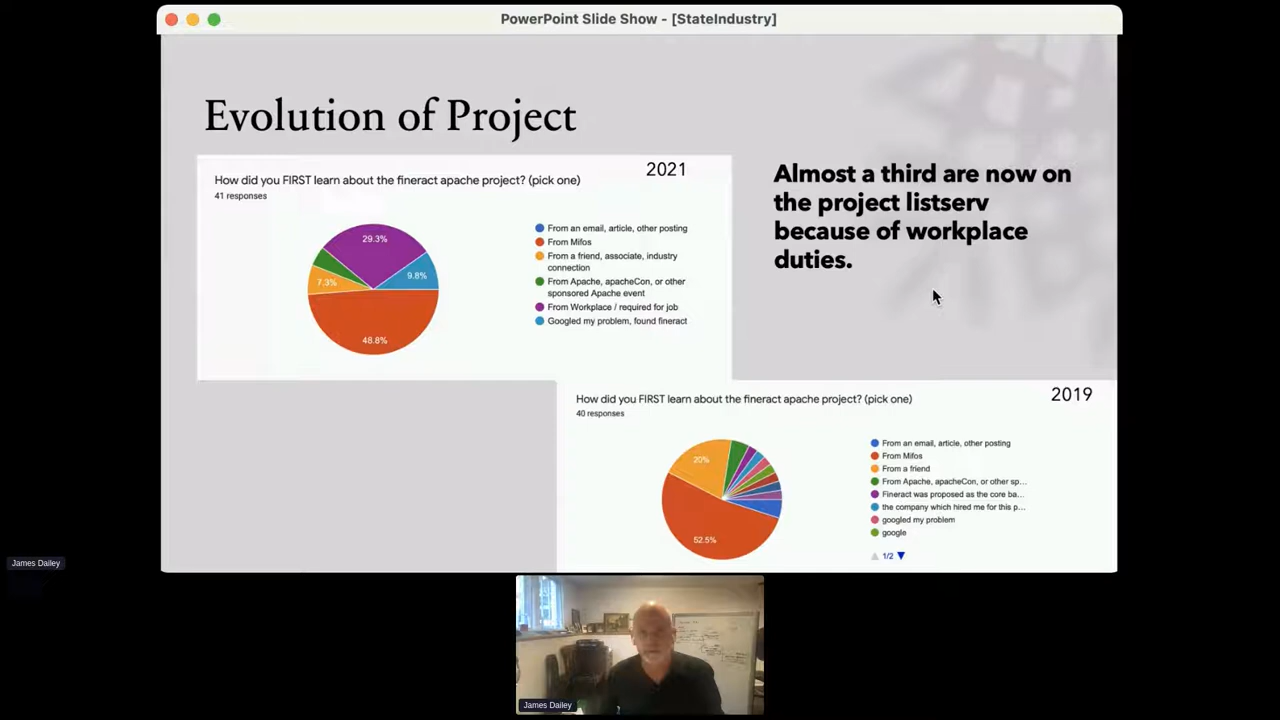 PowerPoint Slide Show - [StateIndustry]
Evolution of Project
2021
How did you FIRST learn about the fineract apache project? (pick one)
41 responses
29.3%
9.8%
7.3%
48.8%
From an email, article, other posting
From Mifos
From a friend, associate, industry
connection
From Apache, apacheCon, or other
sponsored Apache event
From Workplace / required for job
Googled my problem, found fineract
Almost a third are now on
the project listserv
because of workplace
duties.
2019
How did you FIRST learn about the fineract apache project? (pick one)
40 responses
20%
52.5%
From an email, article, other posting
From Mifos
From a friend
From Apache, apacheCon, or other sp...
Fineract was proposed as the core ba...
the company which hired me for this p...
googled my problem
google
1/2
James Dailey
James Dailey